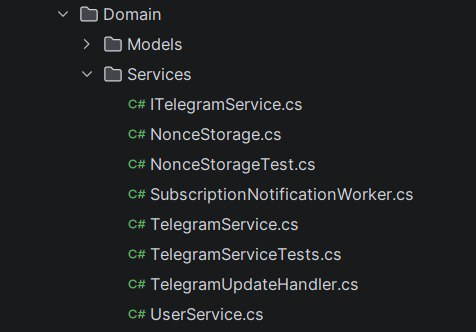 Domain
Models
Services
C# ITelegramService.cs
C# NonceStorage.cs
C# NonceStorageTest.cs
C# SubscriptionNotificationWorker.cs
C# TelegramService.cs
C# TelegramServiceTests.cs
C# TelegramUpdateHandler.cs
C# UserService.cs